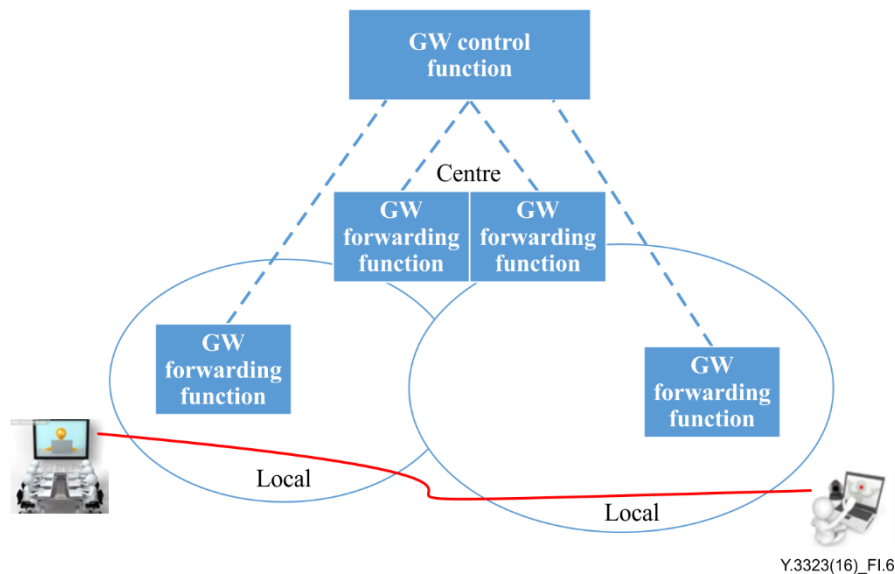 GW control
function
Centre
GW
forwarding
function
GW
forwarding
function
GW
forwarding
function
GW
forwarding
function
Local
Local
Y.3323(16)_FI.6